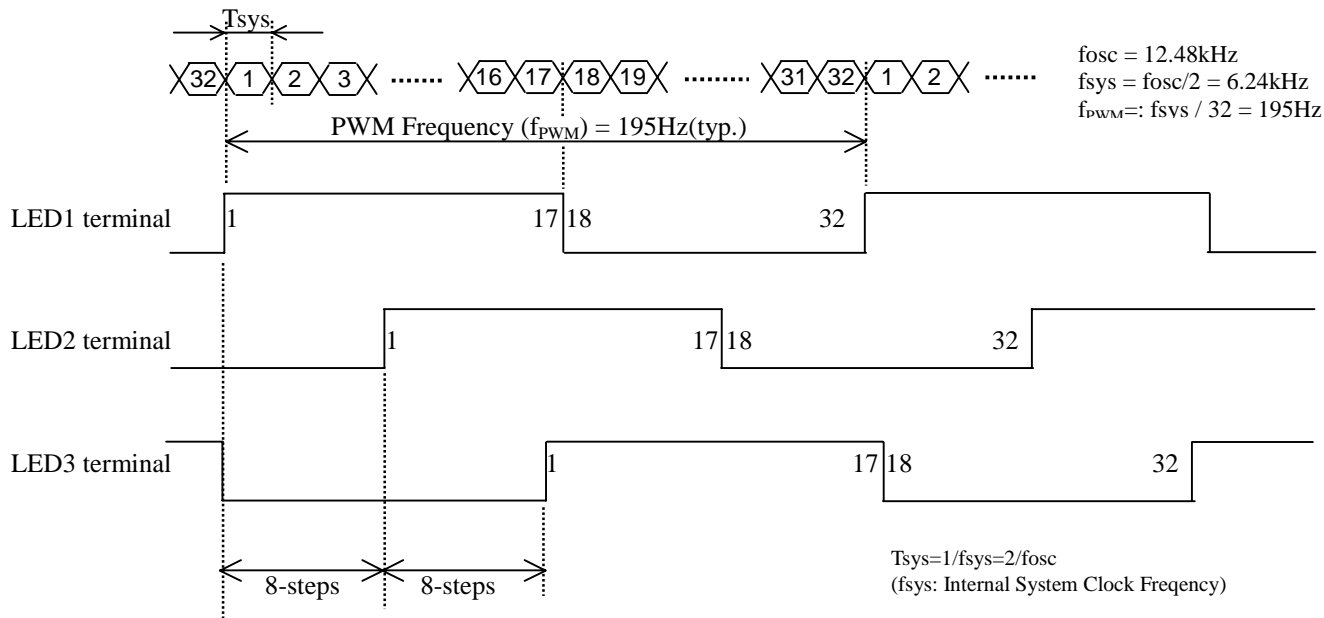 Tsys
32 1 2 3 16 17 18 19 31 32 1 2
fosc = 12.48kHz
fsys = fosc/2 = 6.24kHz
fPWM=: fsys / 32 = 195Hz
PWM Frequency (fPWM) = 195Hz(typ.)
LED1 terminal 1 17 18 32
LED2 terminal 1 17 18 32
LED3 terminal 1 17 18 32
8-steps 8-steps
Tsys=1/fsys=2/fosc
(fsys: Internal System Clock Freqency)